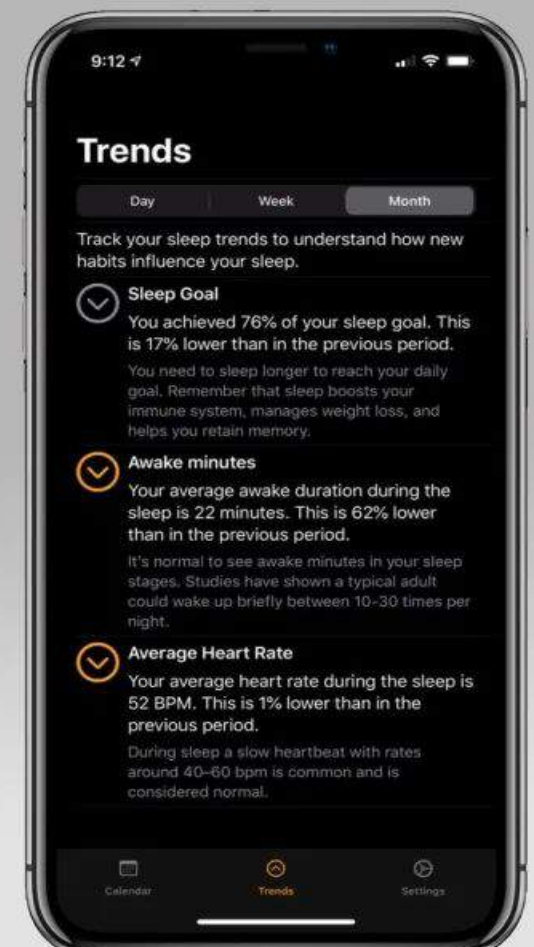 9:12
Trends
Day Week Month
Track your sleep trends to understand how new
habits influence your sleep.
Sleep Goal
You achieved 76% of your sleep goal. This
is 17% lower than in the previous period.
You need to sleep longer to reach your daily
goal. Remember that sleep boosts your
immune system, manages weight loss, and
helps you retain memory.
Awake minutes
Your average awake duration during the
sleep is 22 minutes. This is 62% lower
than in the previous period.
It's normal to see awake minutes in your sleep
stages. Studies have shown a typical adult
could wake up briefly between 10-30 times per
night.
Average Heart Rate
Your average heart rate during the sleep is
52 BPM. This is 1% lower than in the
previous period.
During sleep a slow heartbeat with rates
around 40–60 bpm is common and is
considered normal.
Calendar Trends Settings